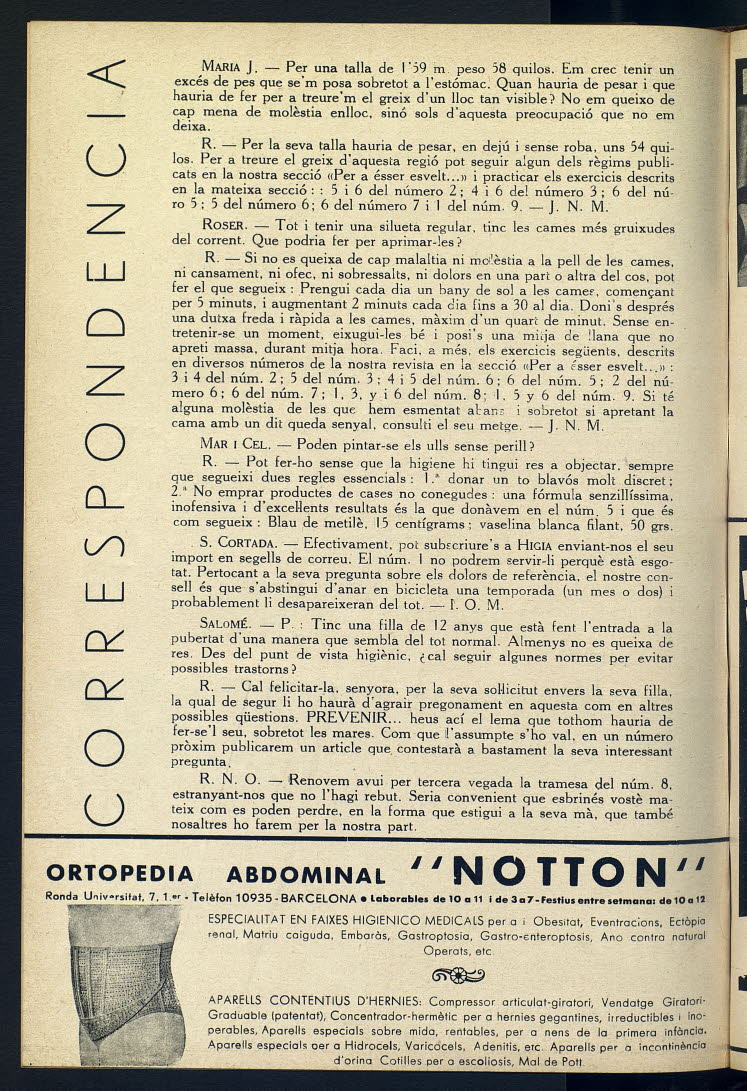 CORRESPONDENCIA
MARIA J. — Per una talla de 1'59 m. peso 58 quilos. Em crec tenir un
excés de pes que se'm posa sobretot a l'estómac. Quan hauria de pesar i que
hauria de fer per a treure'm el greix d'un lloc tan visible? No em queixo de
cap mena de molèstia enlloc, sinó sols d'aquesta preocupació que no em
deixa.
R. — Per la seva talla hauria de pesar, en dejú i sense roba, uns 54 qui-
los. Per a treure el greix d'aquesta regió pot seguir algun dels règims publi-
cats en la nostra secció «Per a ésser esvelt...» i practicar els exercicis descrits
en la mateixa secció : : 5 i 6 del número 2; 4 i 6 del número 3; 6 del nú-
ro 5; 5 del número 6; 6 del número 7 i 1 del núm. 9. — J. N. M.
ROSER. — Tot i tenir una silueta regular, tinc les cames més gruixudes
del corrent. Que podria fer per aprimar-les?
R. — Si no es queixa de cap malaltia ni molèstia a la pell de les cames,
ni cansament, ni ofec, ni sobressalts, ni dolors en una part o altra del cos, pot
fer el que segueix : Prengui cada dia un bany de sol a les cames, començant
per 5 minuts, i augmentant 2 minuts cada dia fins a 30 al dia. Doni's després
una dutxa freda i ràpida a les cames, màxim d'un quart de minut. Sense en-
tretenir-se un moment, eixugui-les bé i posi's una mitja de llana que no
apreti massa, durant mitja hora. Faci, a més, els exercicis següents, descrits
en diversos números de la nostra revista en la secció «Per a ésser esvelt...» :
3 i 4 del núm. 2; 5 del núm. 3; 4 i 5 del núm. 6; 6 del núm. 5; 2 del nú-
mero 6; 6 del núm. 7; 1, 3, y i 6 del núm. 8; 1, 5 y 6 del núm. 9. Si té
alguna molèstia de les que hem esmentat abans i sobretot si apretant la
cama amb un dit queda senyal, consulti el seu metge. — J. N. M.
MAR I CEL. — Poden pintar-se els ulls sense perill?
R. — Pot fer-ho sense que la higiene hi tingui res a objectar, sempre
que segueixi dues regles essencials : 1.ª donar un to blavós molt discret;
2.ª No emprar productes de cases no conegudes : una fórmula senzillíssima,
inofensiva i d'excel·lents resultats és la que donàvem en el núm. 5 i que és
com segueix : Blau de metilè, 15 centígrams; vaselina blanca filant, 50 grs.
S. CORTADA. — Efectivament, pot subscriure's a HIGIA enviant-nos el seu
import en segells de correu. El núm. 1 no podrem servir-li perquè està esgo-
tat. Pertocant a la seva pregunta sobre els dolors de referència, el nostre con-
sell és que s'abstingui d'anar en bicicleta una temporada (un mes o dos) i
probablement li desapareixeran del tot. — I. O. M.
SALOMÉ. — P. : Tinc una filla de 12 anys que està fent l'entrada a la
pubertat d'una manera que sembla del tot normal. Almenys no es queixa de
res. Des del punt de vista higiènic, ¿cal seguir algunes normes per evitar
possibles trastorns?
R. — Cal felicitar-la, senyora, per la seva sol·licitut envers la seva filla,
la qual de segur li ho haurà d'agrair pregonament en aquesta com en altres
possibles qüestions. PREVENIR... heus ací el lema que tothom hauria de
fer-se'l seu, sobretot les mares. Com que l'assumpte s'ho val, en un número
pròxim publicarem un article que contestarà a bastament la seva interessant
pregunta.
R. N. O. — Renovem avui per tercera vegada la tramesa del núm. 8,
estranyant-nos que no l'hagi rebut. Seria convenient que esbrinés vostè ma-
teix com es poden perdre, en la forma que estigui a la seva mà, que també
nosaltres ho farem per la nostra part.
ORTOPEDIA ABDOMINAL "NOTTON"
Ronda Universitat, 7, 1.er - Telèfon 10935 - BARCELONA • Laborables de 10 a 11 i de 3 a 7 - Festius entre setmana: de 10 a 12
ESPECIALITAT EN FAIXES HIGIENICO MEDICALS per a : Obesitat, Eventracions, Ectòpia
renal, Matriu caiguda, Embaràs, Gastroptosia, Gastro-enteroptosis, Ano contra natural
Operats, etc
APARELLS CONTENTIUS D'HERNIES: Compressor articulat-giratori, Vendatge Giratori-
Graduable (patentat), Concentrador-hermètic per a hernies gegantines, irreductibles i ino-
perables, Aparells especials sobre mida, rentables, per a nens de la primera infància.
Aparells especials per a Hidrocels, Varicòcels, Adenitis, etc. Aparells per a incontinència
d'orina Cotilles per a escoliosis, Mal de Pott.